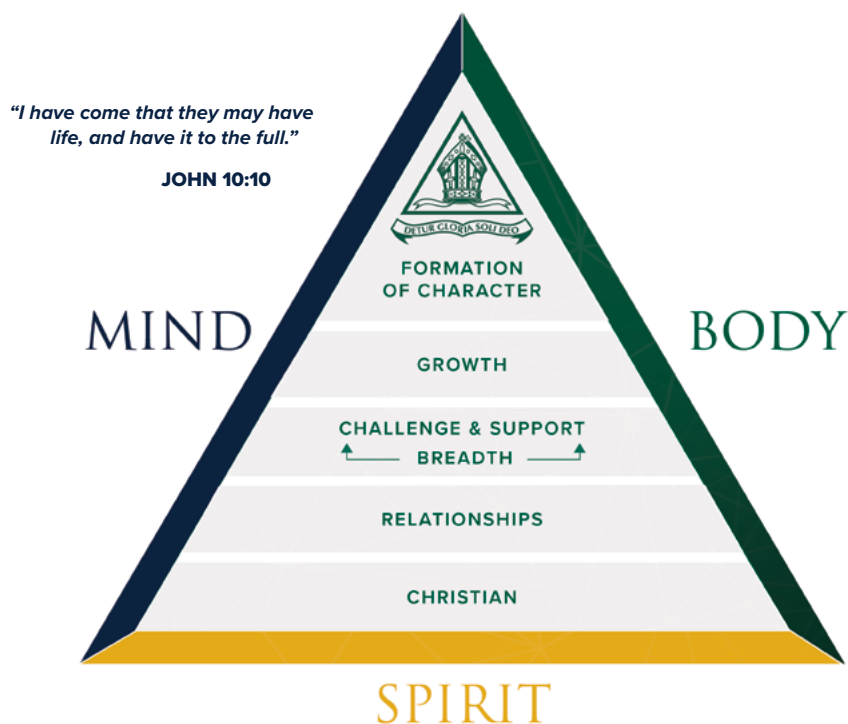 “I have come that they may have
life, and have it to the full.”
JOHN 10:10
DETUR GLORIA SOLI DEO
FORMATION
OF CHARACTER
MIND
BODY
GROWTH
CHALLENGE & SUPPORT
BREADTH
RELATIONSHIPS
CHRISTIAN
SPIRIT